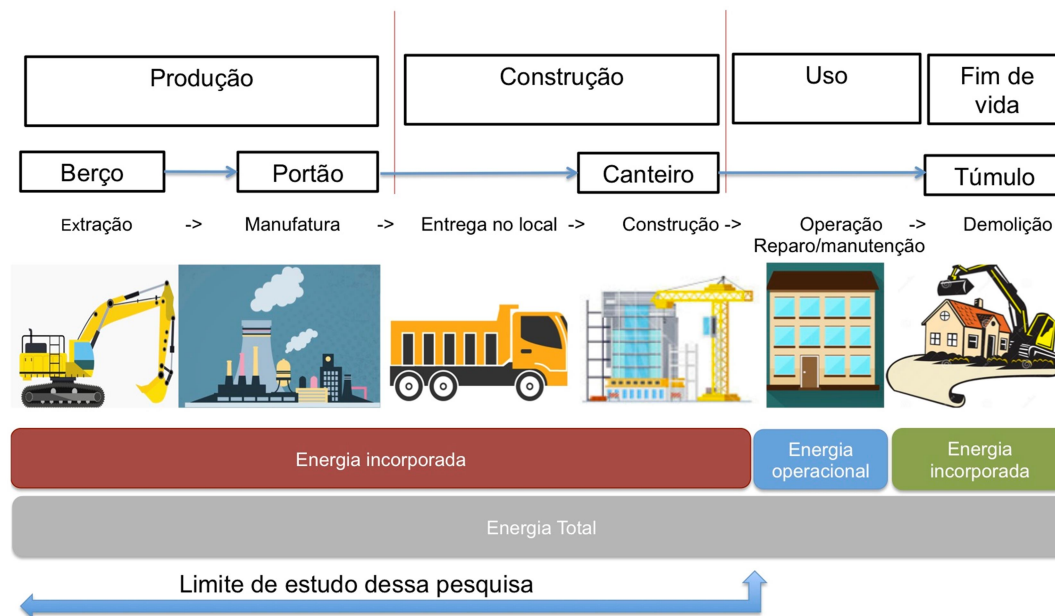 Produção
Construção
Uso
Fim de
vida
Berço
Portão
Canteiro
Túmulo
Extração -> Manufatura -> Entrega no local -> Construção -> Operação -> Demolição
Reparo/manutenção
Energia incorporada
Energia
operacional
Energia
incorporada
Energia Total
Limite de estudo dessa pesquisa